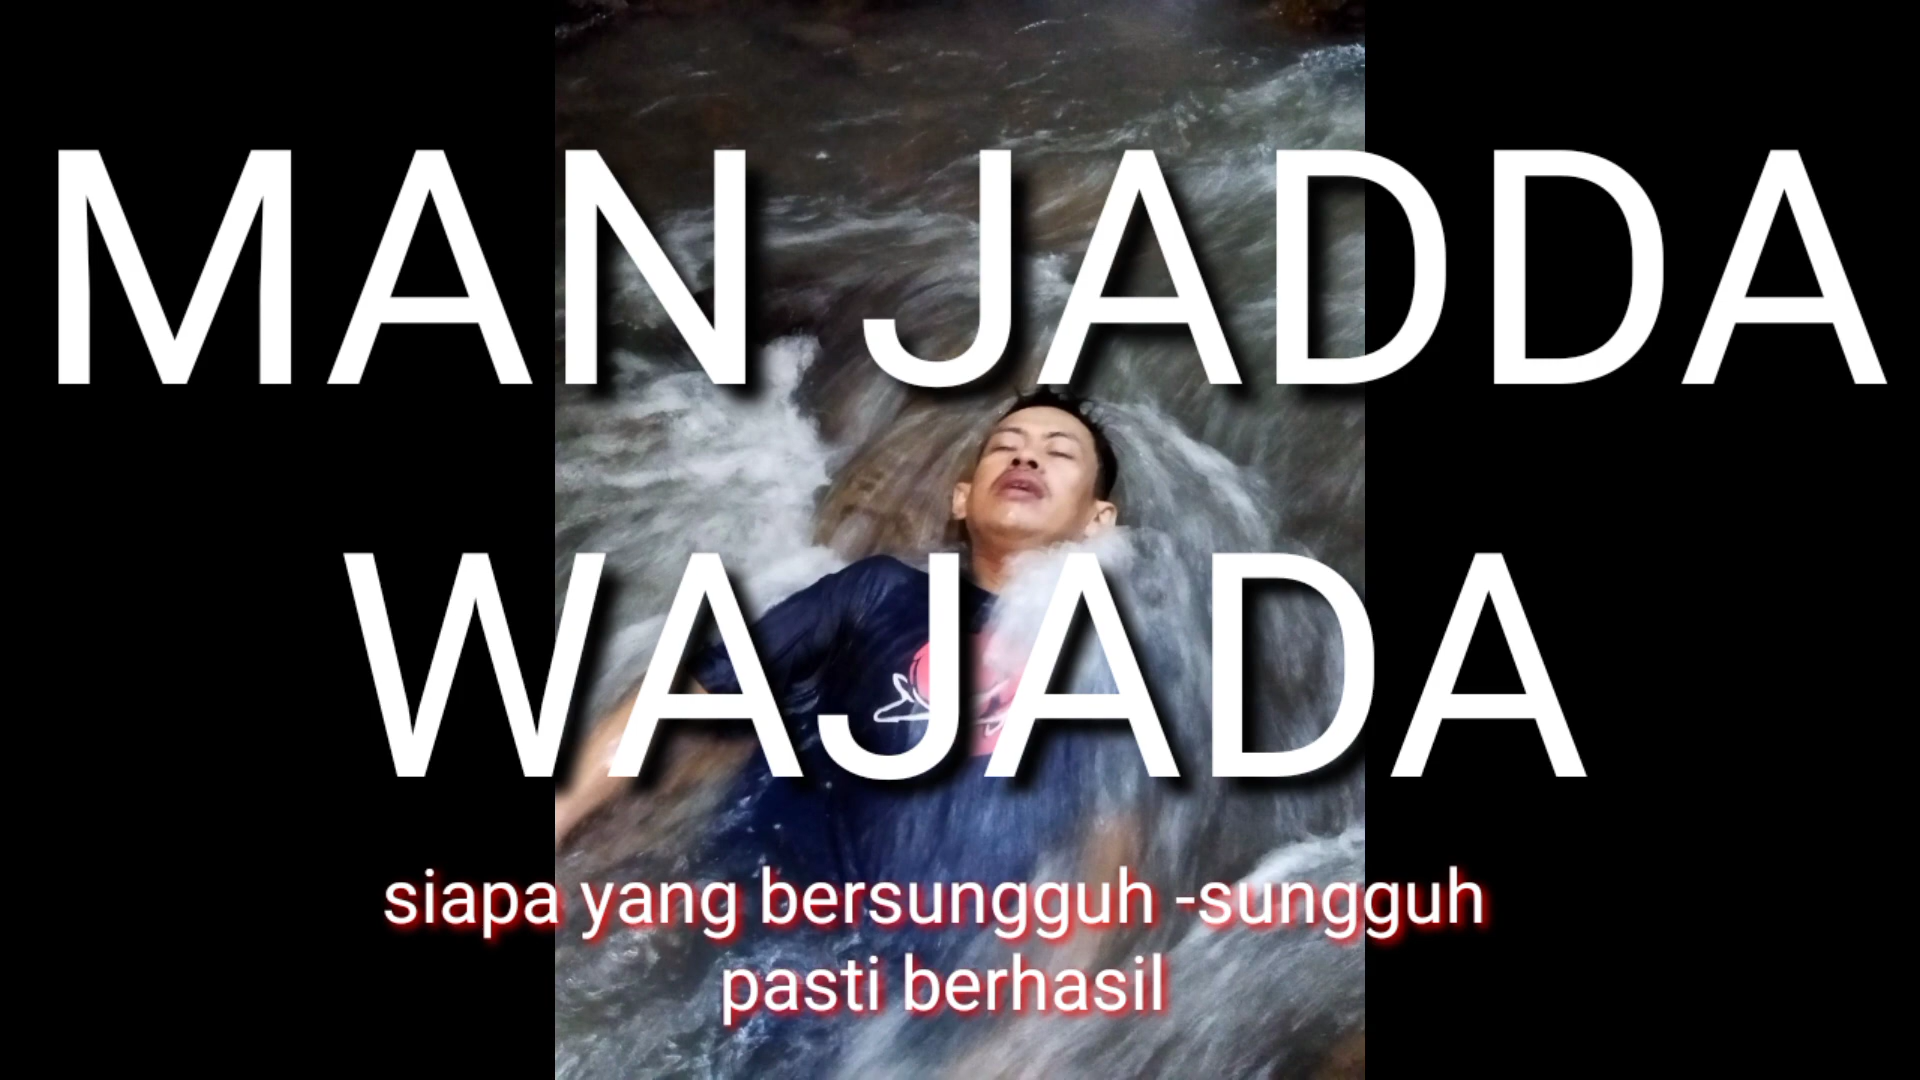 MAN JADDA
WAJADA
siapa yang bersungguh -sungguh
pasti berhasil